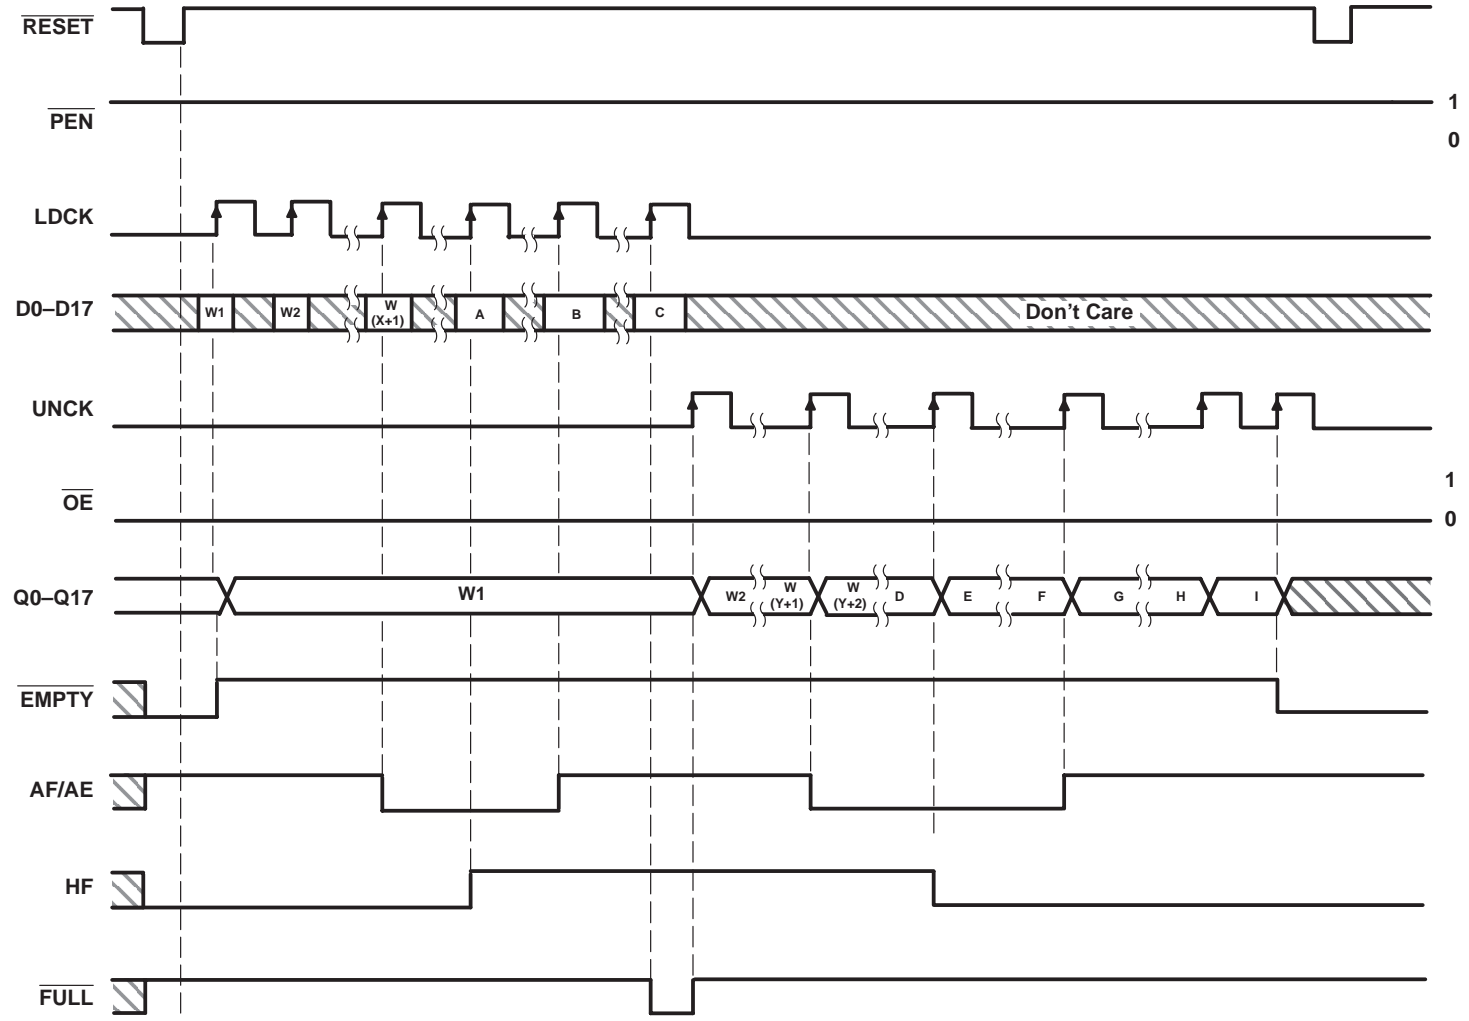 RESET
PEN
1
0
LDCK
D0–D17
W1
W2
W
(X+1)
A
B
C
Don't Care
UNCK
OE
1
0
Q0–Q17
W1
W2
W
(Y+1)
W
(Y+2)
D
E
F
G
H
I
EMPTY
AF/AE
HF
FULL